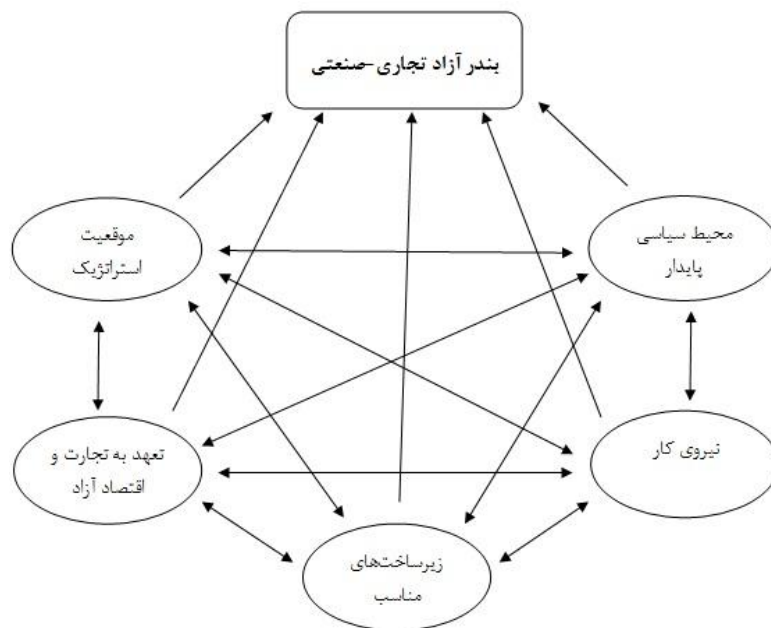 بندر آزاد تجاری-صنعتی
محیط سیاسی
پایدار
موقعیت
استراتژیک
نیروی کار
تعهد به تجارت و
اقتصاد آزاد
زیرساخت‌های
مناسب